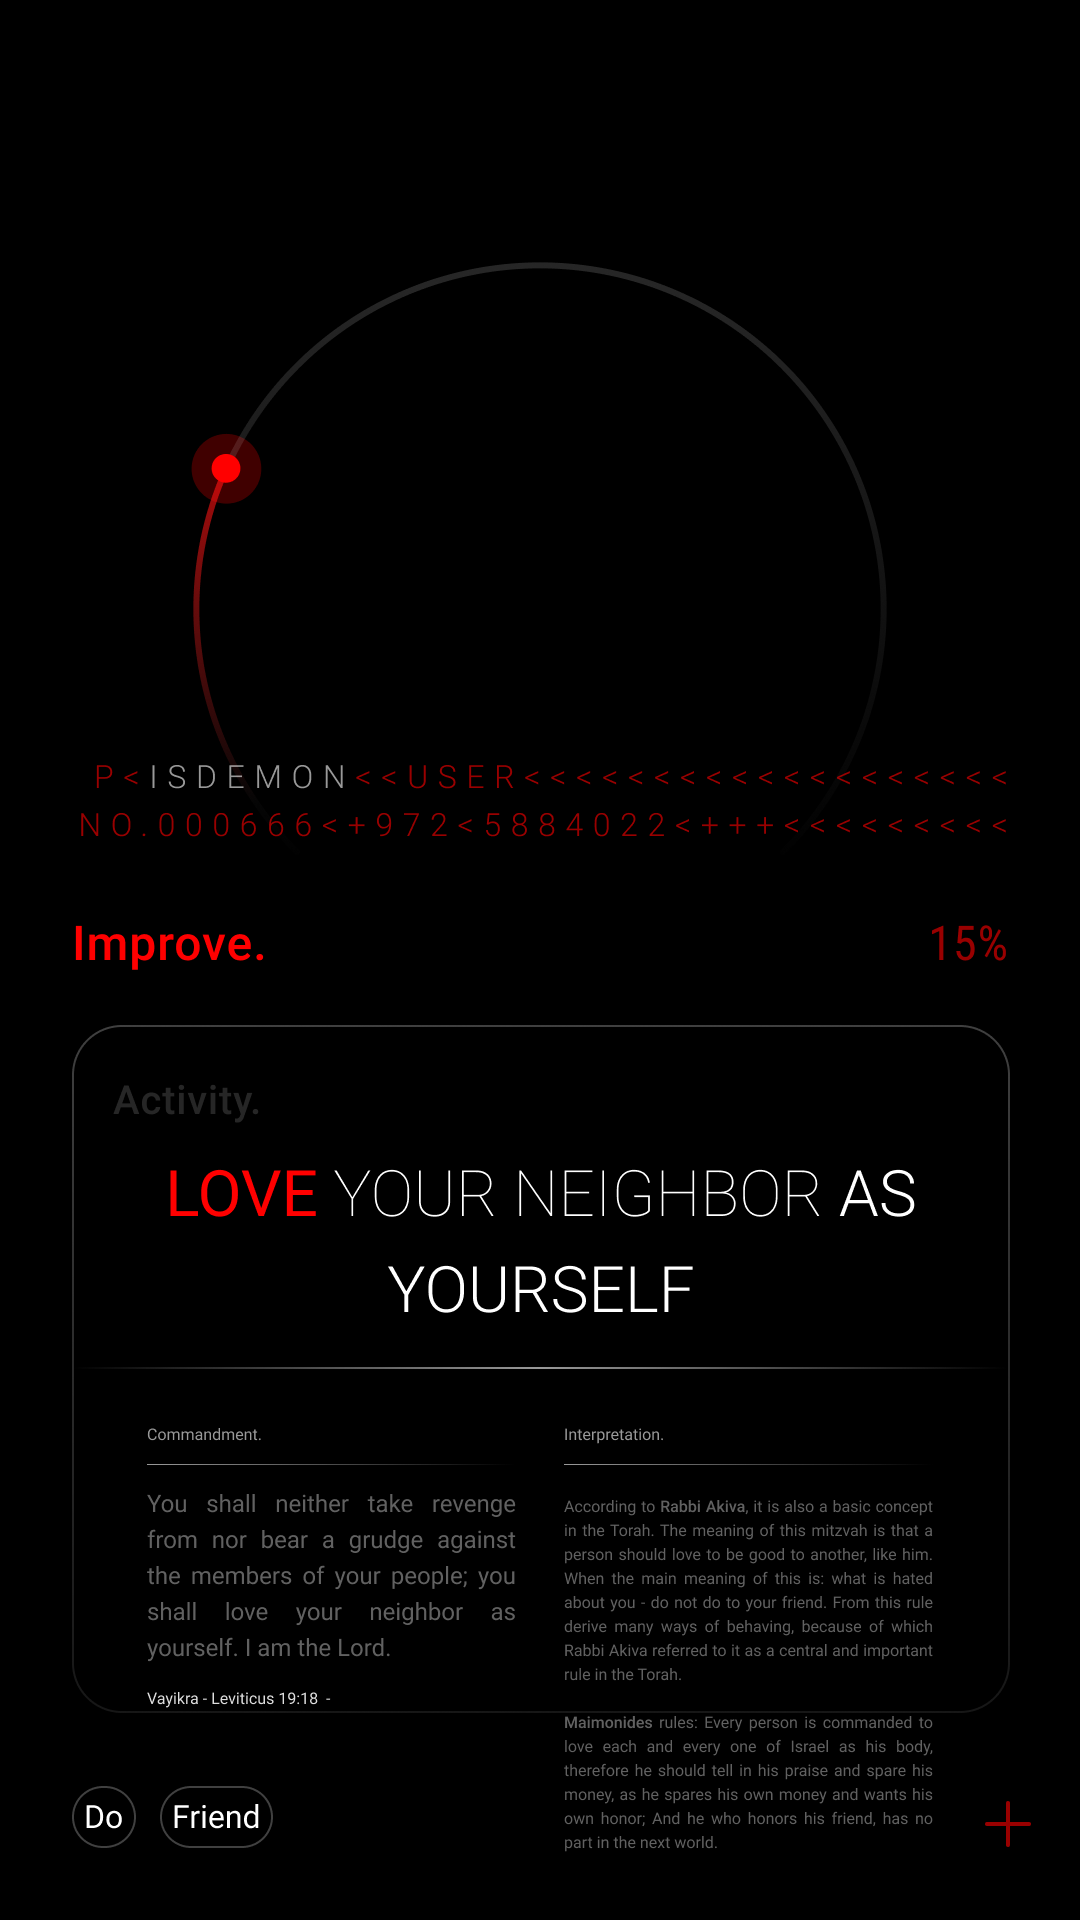 P<ISDEMON<<USER<<<<<<<<<<<<<<<<<<<
NO.000666<+972<5884022<+++<<<<<<<<<
Improve.
15%
Activity.
LOVE YOUR NEIGHBOR AS
YOURSELF
Commandment.
You shall neither take revenge
from nor bear a grudge against
the members of your people; you
shall love your neighbor as
yourself. I am the Lord.
Vayikra - Leviticus 19:18 -
Interpretation.
According to Rabbi Akiva, it is also a basic concept
in the Torah. The meaning of this mitzvah is that a
person should love to be good to another, like him.
When the main meaning of this is: what is hated
about you - do not do to your friend. From this rule
derive many ways of behaving, because of which
Rabbi Akiva referred to it as a central and important
rule in the Torah.
Maimonides rules: Every person is commanded to
love each and every one of Israel as his body,
therefore he should tell in his praise and spare his
money, as he spares his own money and wants his
own honor; And he who honors his friend, has no
part in the next world.
Do
Friend